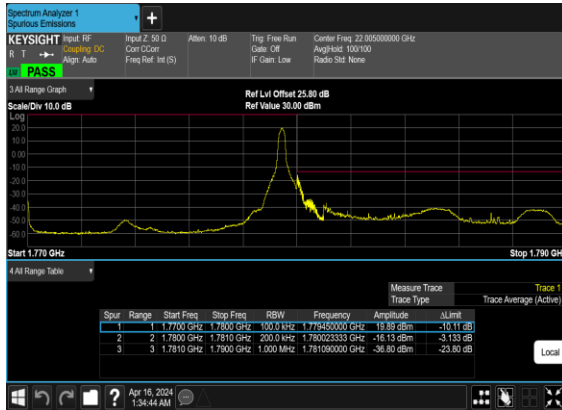 Spectrum Analyzer 1
Spurious Emissions
+
KEYSIGHT Input: RF Input Z: 50 Ω Atten: 10 dB Trig: Free Run Center Freq: 22.005000000 GHz
R T Coupling: DC Corr CCorr Gate: Off Avg|Hold: 100/100
Align: Auto Freq Ref: Int (S) IF Gain: Low Radio Std: None
LW PASS
3 All Range Graph
Ref Lvl Offset 25.80 dB
Scale/Div 10.0 dB Ref Value 30.00 dBm
Log
20.0
10.0
0.00
-10.0
-20.0
-30.0
-40.0
-50.0
-60.0
Start 1.770 GHz Stop 1.790 GH
4 All Range Table
Measure Trace Trace 1
Trace Type Trace Average (Active)
Spur Range Start Freq Stop Freq RBW Frequency Amplitude ΔLimit
1 1 1.7700 GHz 1.7800 GHz 100.0 kHz 1.779450000 GHz 19.89 dBm -10.11 dB
2 2 1.7800 GHz 1.7810 GHz 200.0 kHz 1.780023333 GHz -16.13 dBm -3.133 dB
3 3 1.7810 GHz 1.7900 GHz 1.000 MHz 1.781090000 GHz -36.80 dBm -23.80 dB
Local
? Apr 16, 2024
1:34:44 AM